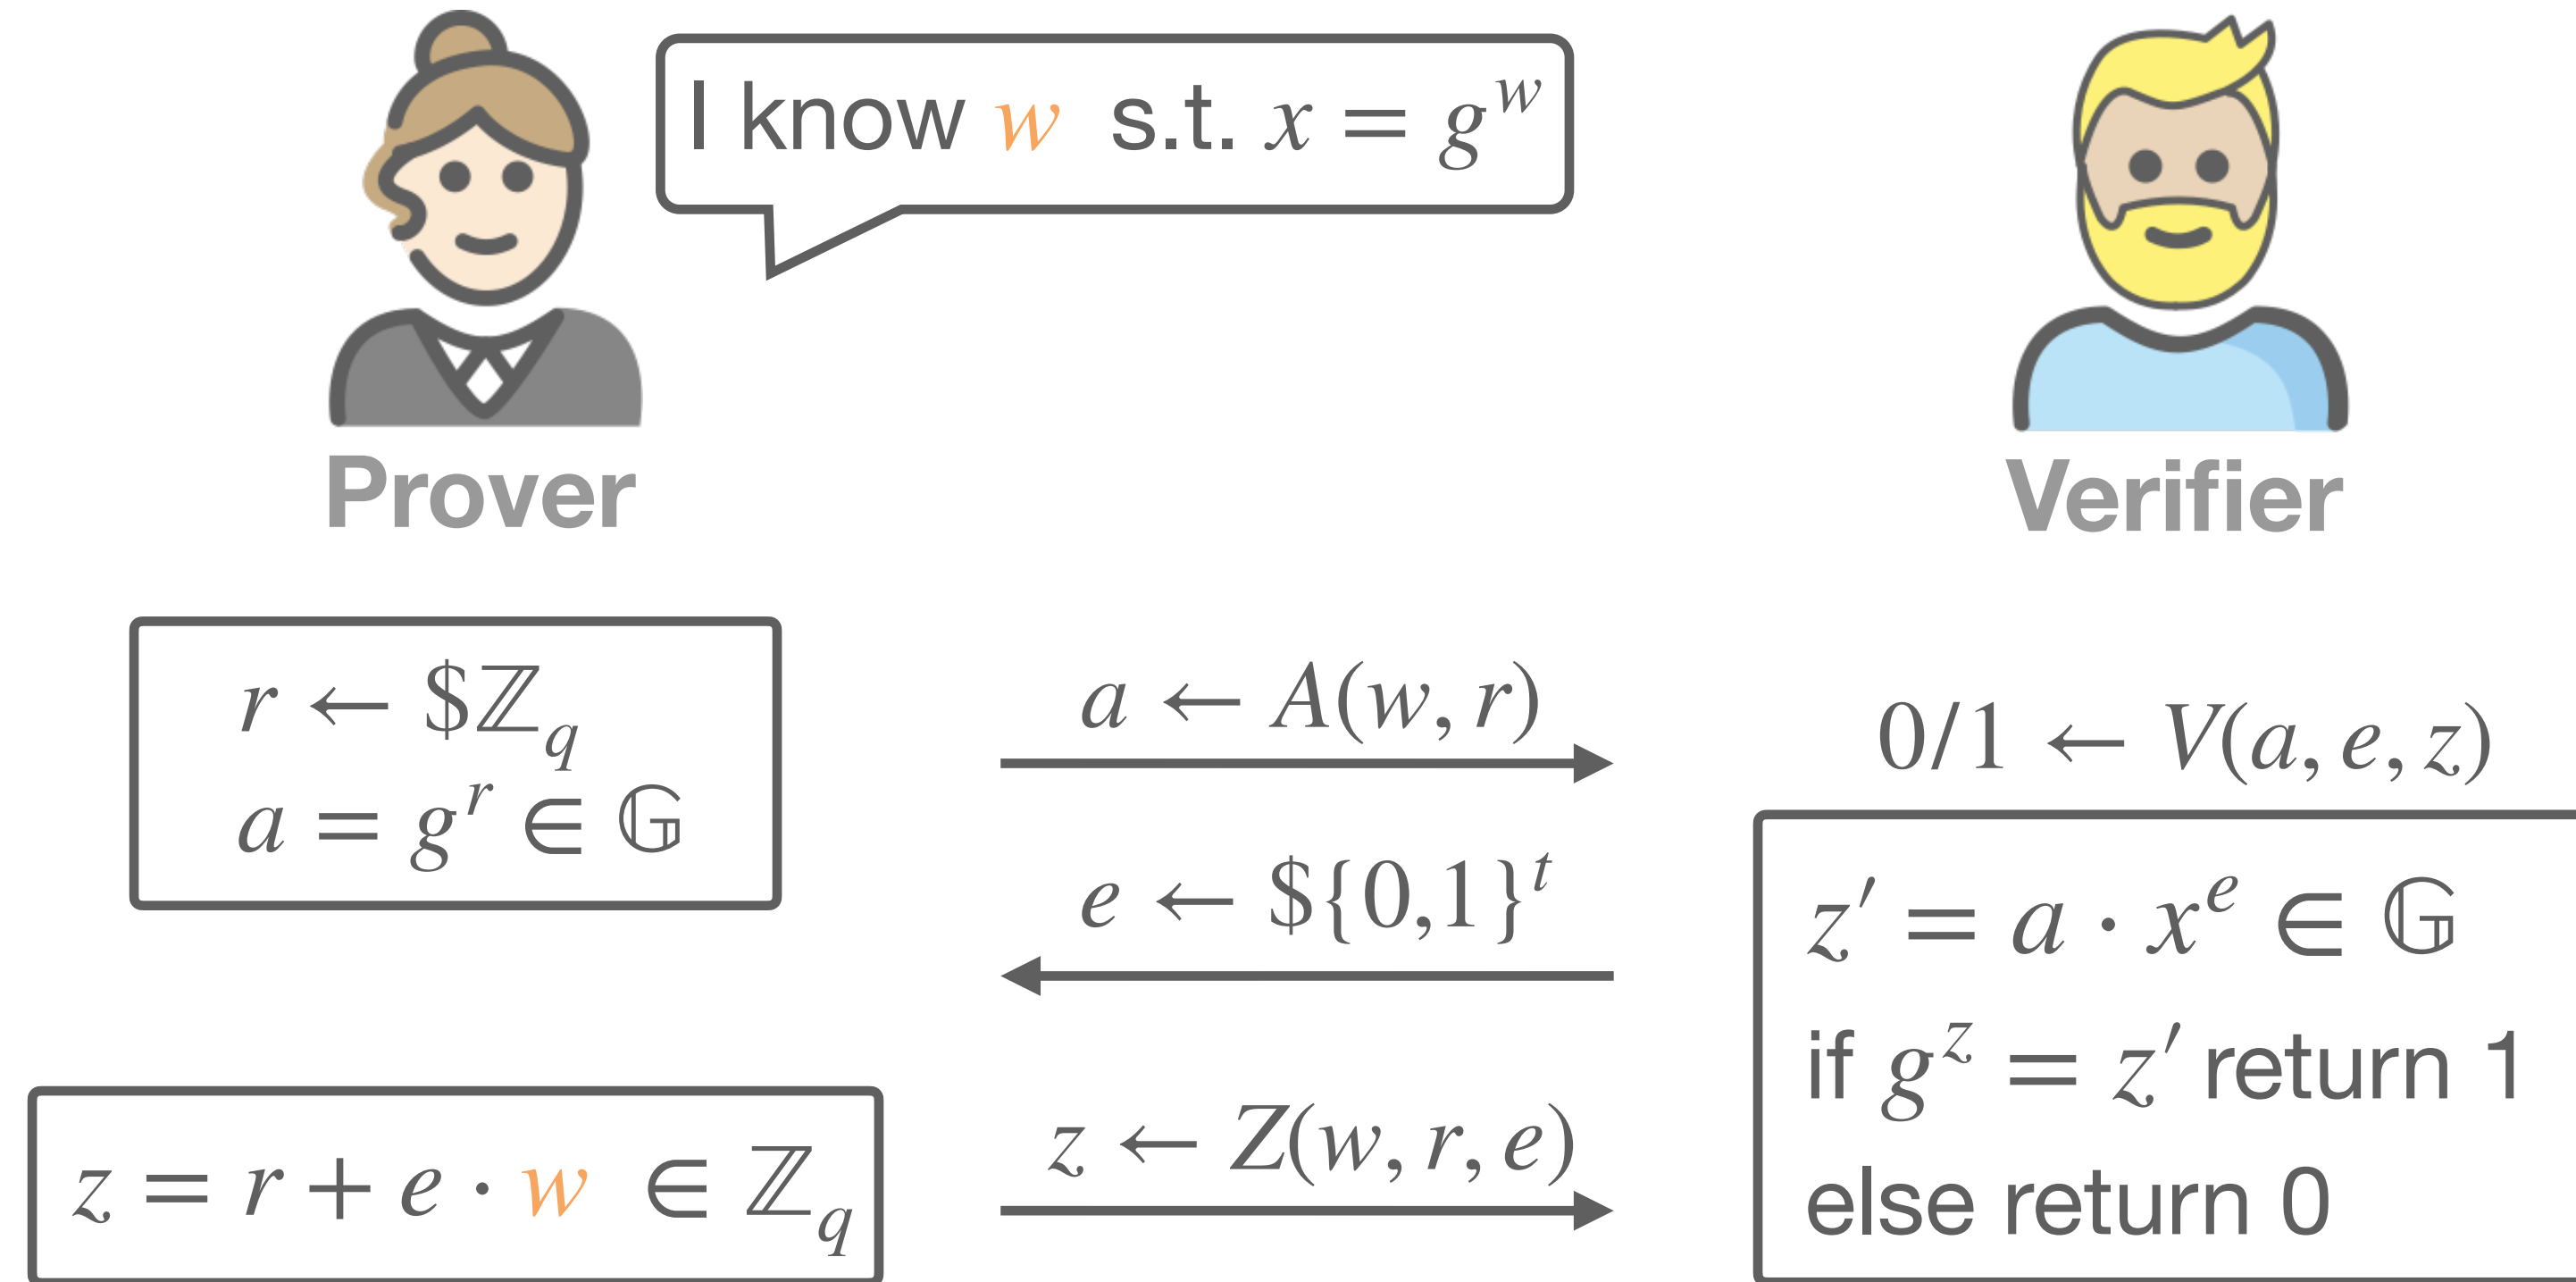 I know w s.t. x = g^w
Prover
Verifier
r ← $ℤ_q
a = g^r ∈ 𝔾
a ← A(w, r)
e ← ${0,1}^t
z = r + e · w ∈ ℤ_q
z ← Z(w, r, e)
0/1 ← V(a, e, z)
z′ = a · x^e ∈ 𝔾
if g^z = z′ return 1
else return 0